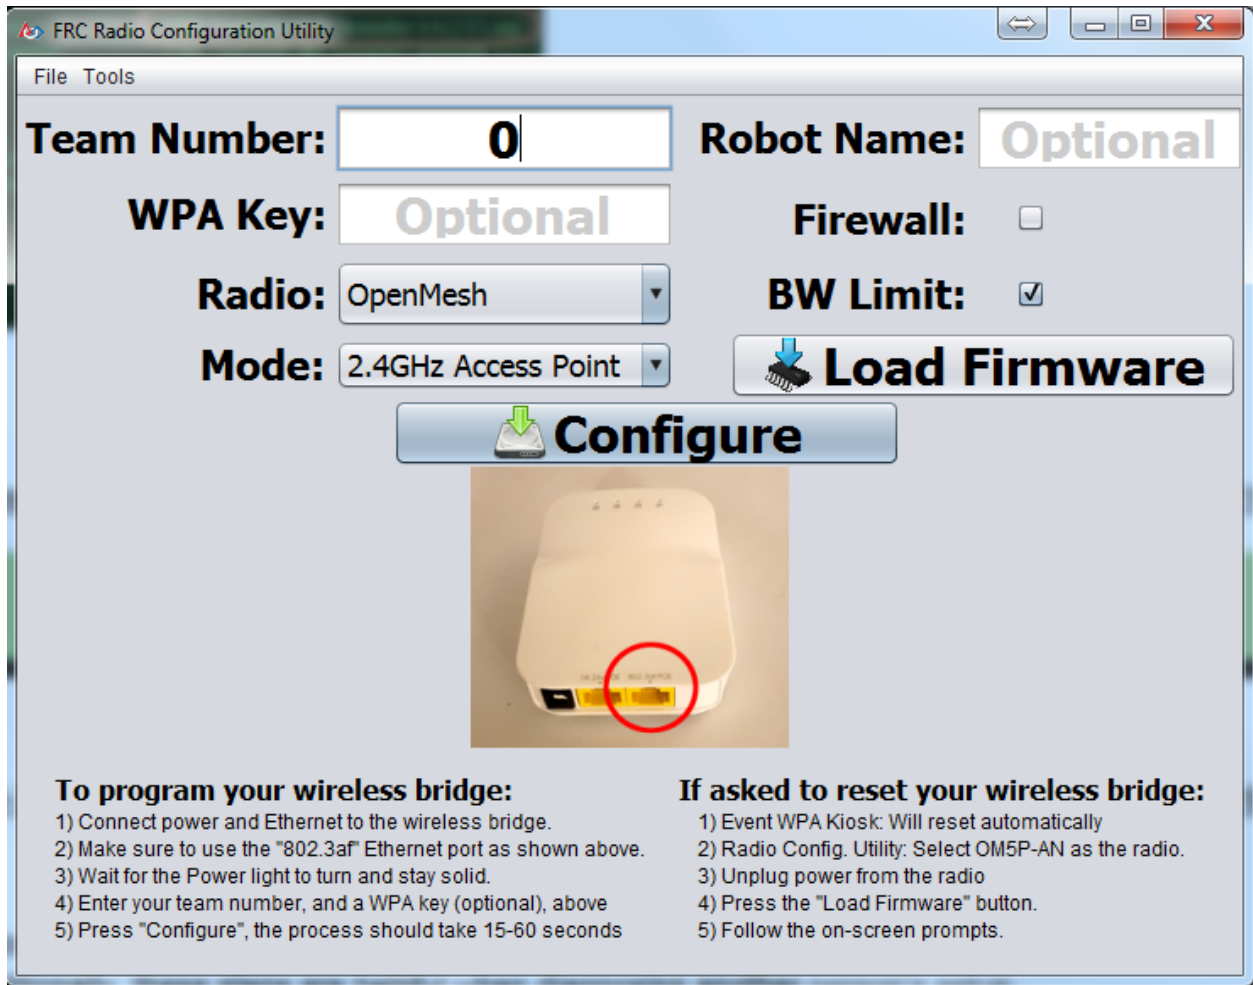 FRC Radio Configuration Utility
File Tools
Team Number: 0 Robot Name: Optional
WPA Key: Optional Firewall:
Radio: OpenMesh BW Limit:
Mode: 2.4GHz Access Point Load Firmware
Configure
802.3af POE
To program your wireless bridge:
1) Connect power and Ethernet to the wireless bridge.
2) Make sure to use the "802.3af" Ethernet port as shown above.
3) Wait for the Power light to turn and stay solid.
4) Enter your team number, and a WPA key (optional), above
5) Press "Configure", the process should take 15-60 seconds
If asked to reset your wireless bridge:
1) Event WPA Kiosk: Will reset automatically
2) Radio Config. Utility: Select OM5P-AN as the radio.
3) Unplug power from the radio
4) Press the "Load Firmware" button.
5) Follow the on-screen prompts.